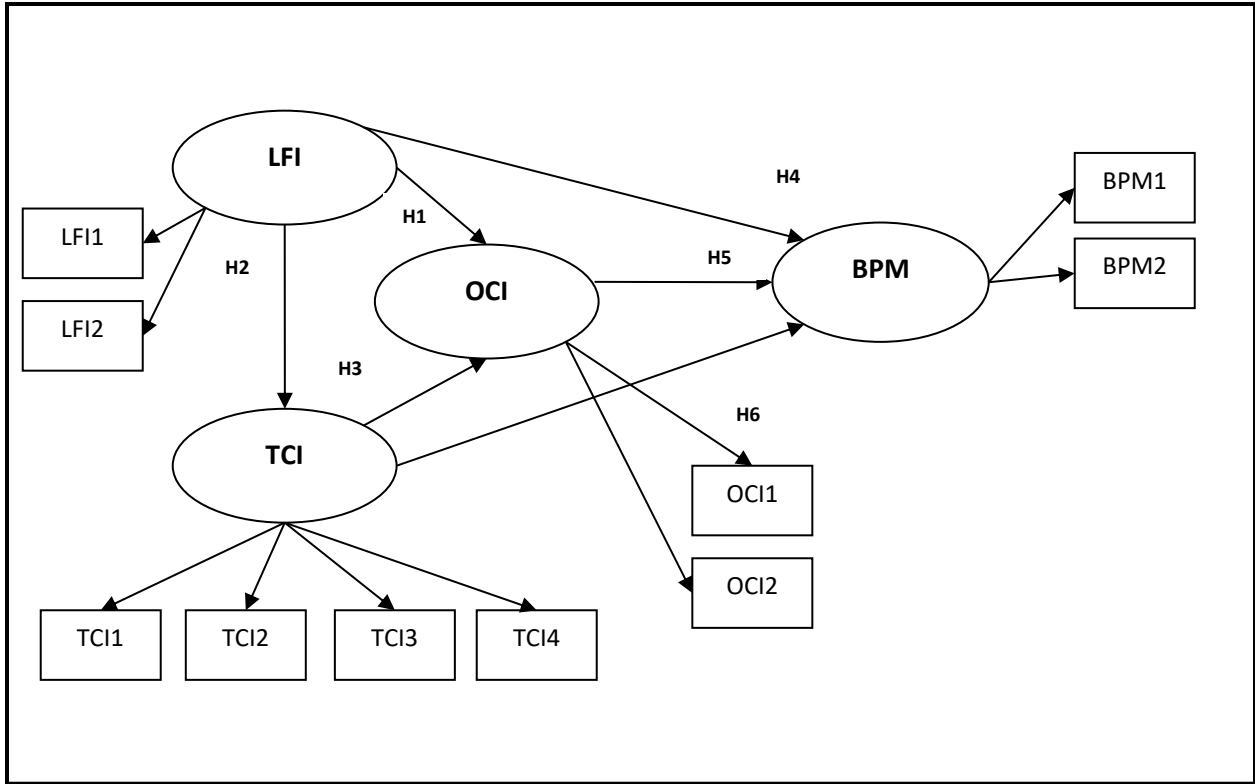 LFI
H4
BPM1
H1
LFI1
H2
H5
BPM
BPM2
OCI
LFI2
H3
H6
TCI
OCI1
OCI2
TCI1
TCI2
TCI3
TCI4